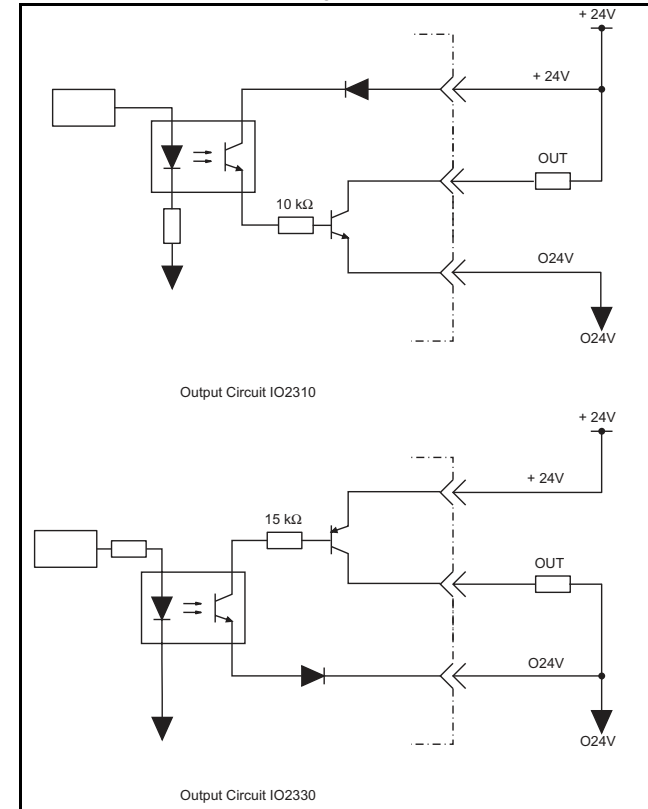 + 24V
+ 24V
OUT
10 kΩ
O24V
O24V
Output Circuit IO2310
+ 24V
+ 24V
15 kΩ
OUT
O24V
O24V
Output Circuit IO2330